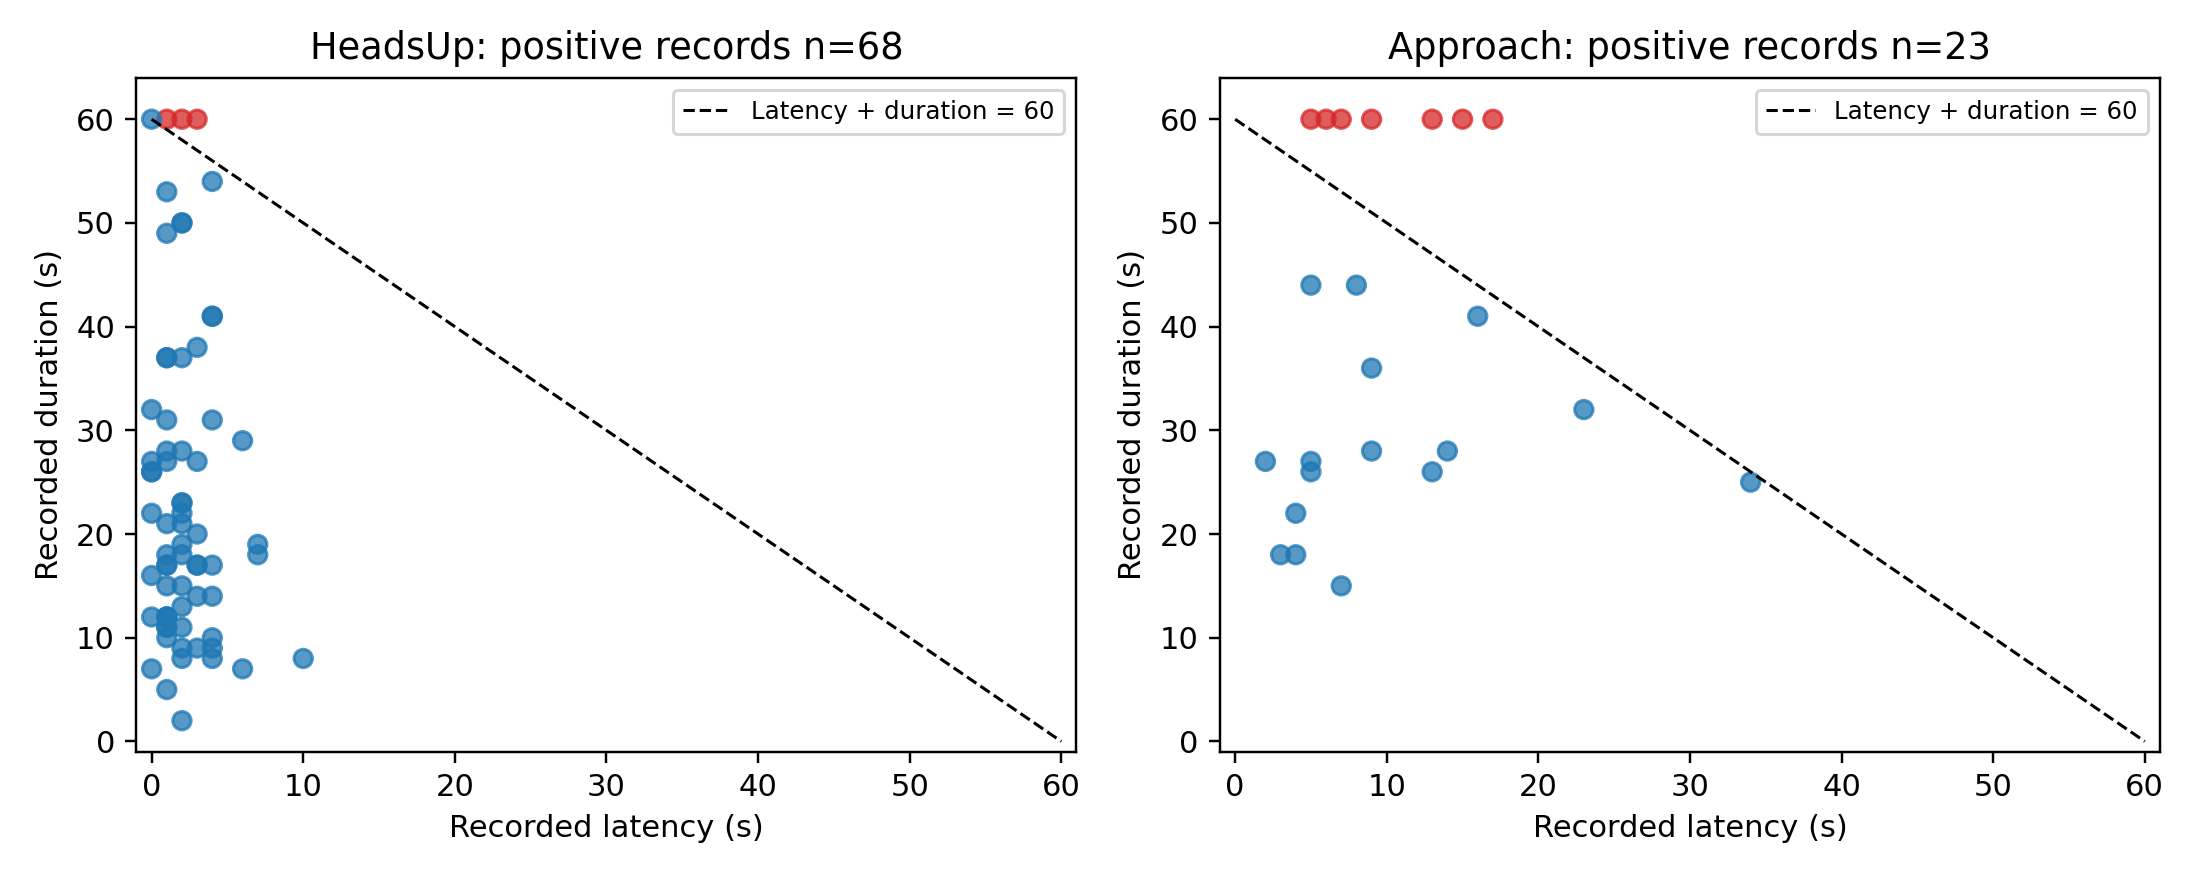 HeadsUp: positive records n=68
Latency + duration = 60
Recorded duration (s)
60
50
40
30
20
10
0
0 10 20 30 40 50 60
Recorded latency (s)
Approach: positive records n=23
Latency + duration = 60
Recorded duration (s)
60
50
40
30
20
10
0
0 10 20 30 40 50 60
Recorded latency (s)